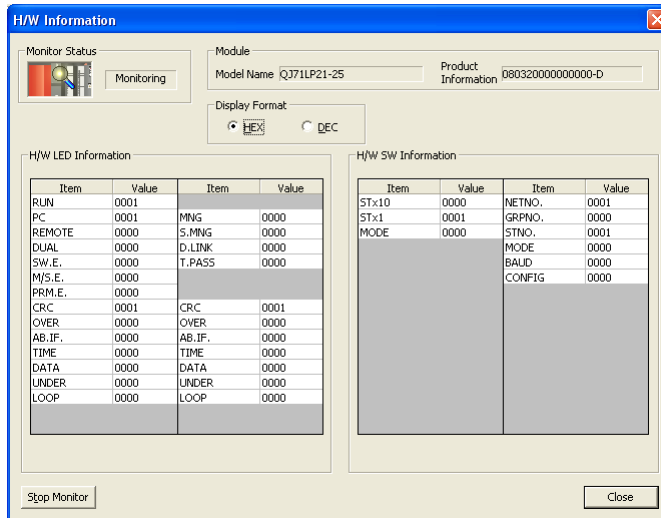 H/W Information
Monitor Status
Monitoring
Module
Model Name QJ71LP21-25
Product Information 080320000000000-D
Display Format
HEX DEC
H/W LED Information
Item Value Item Value
RUN 0001
PC 0001 MNG 0000
REMOTE 0000 S.MNG 0000
DUAL 0000 D.LINK 0000
SW.E. 0000 T.PASS 0000
M/S.E. 0000
PRM.E. 0000
CRC 0001 CRC 0001
OVER 0000 OVER 0000
AB.IF. 0000 AB.IF. 0000
TIME 0000 TIME 0000
DATA 0000 DATA 0000
UNDER 0000 UNDER 0000
LOOP 0000 LOOP 0000
H/W SW Information
Item Value Item Value
STx10 0000 NETNO. 0001
STx1 0001 GRPNO. 0000
MODE 0000 STNO. 0001
MODE 0000
BAUD 0000
CONFIG 0000
Stop Monitor
Close